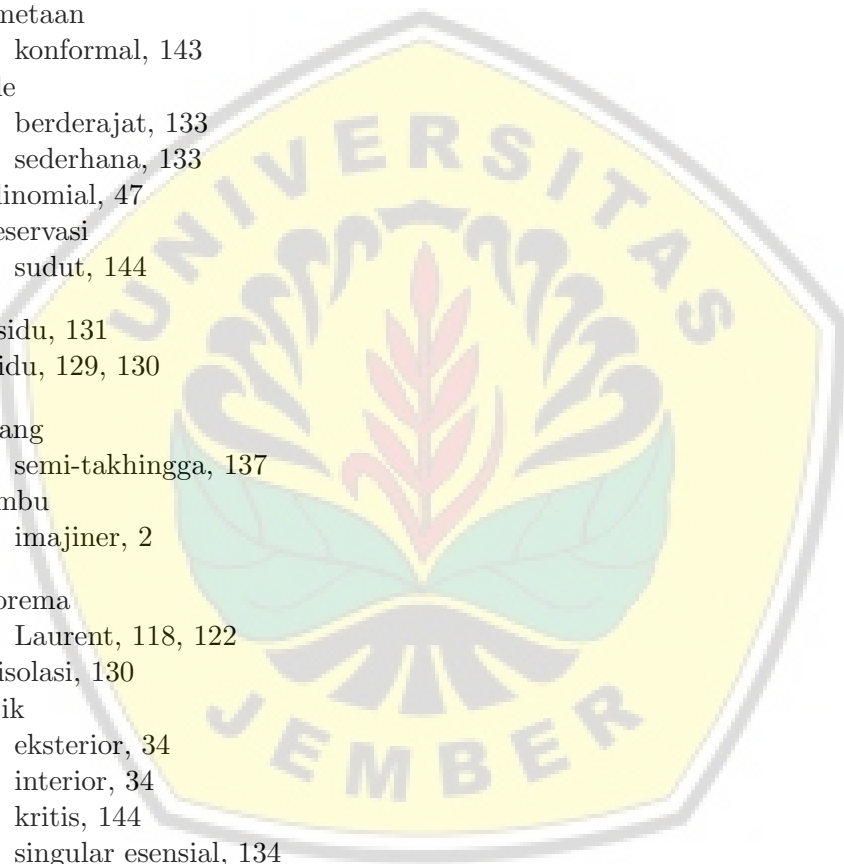 metaan
konformal, 143
le
berderajat, 133
sederhana, 133
linomial, 47
eservasi
sudut, 144
sidu, 131
idu, 129, 130
ang
semi-takhingga, 137
mbu
imajiner, 2
orema
Laurent, 118, 122
isolasi, 130
ik
eksterior, 34
interior, 34
kritis, 144
singular esensial, 134
UNIVERSITAS
JEMBER